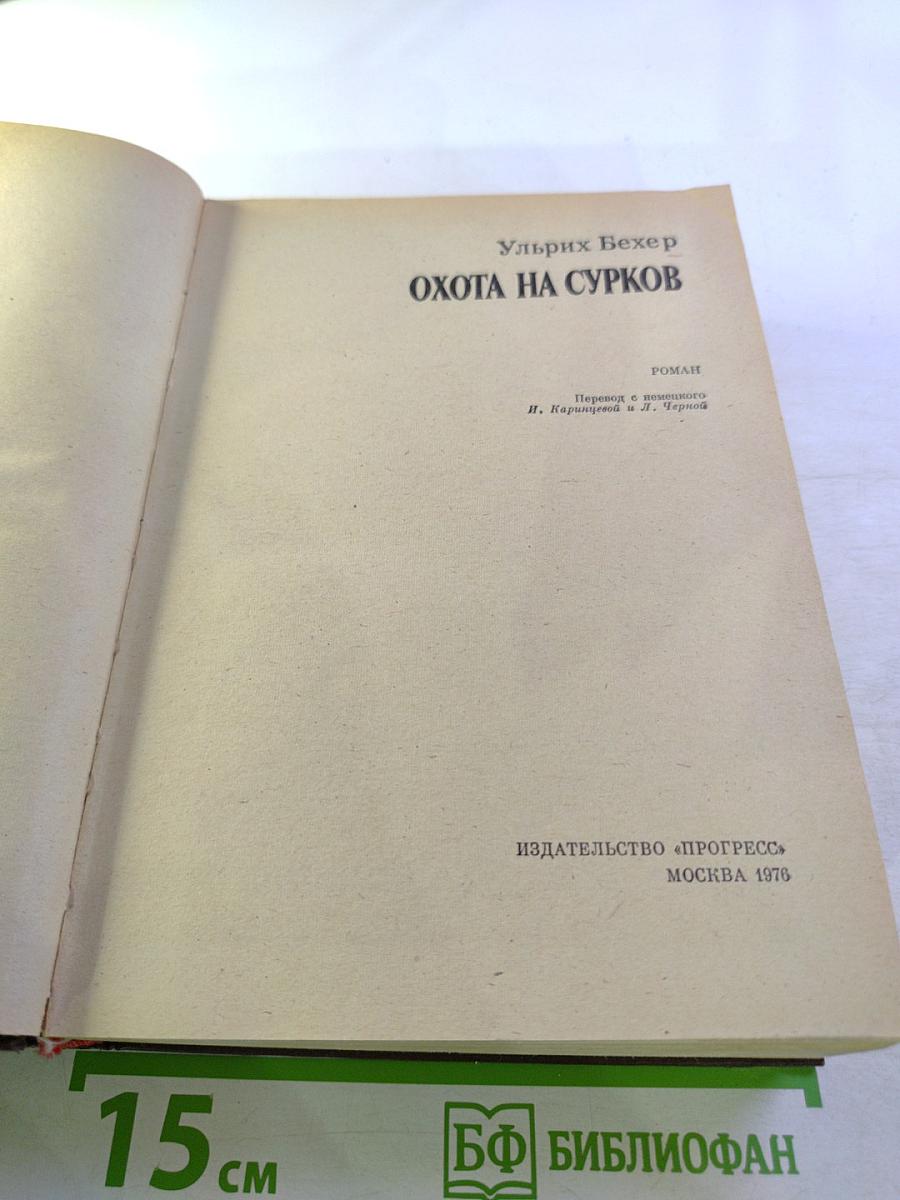 Ульрих Бехер
ОХОТА НА СУРКОВ
РОМАН
Перевод с немецкого
И. Каринцевой и Л. Черной
ИЗДАТЕЛЬСТВО «ПРОГРЕСС»
МОСКВА 1976
15 см
БФ БИБЛИОФАН